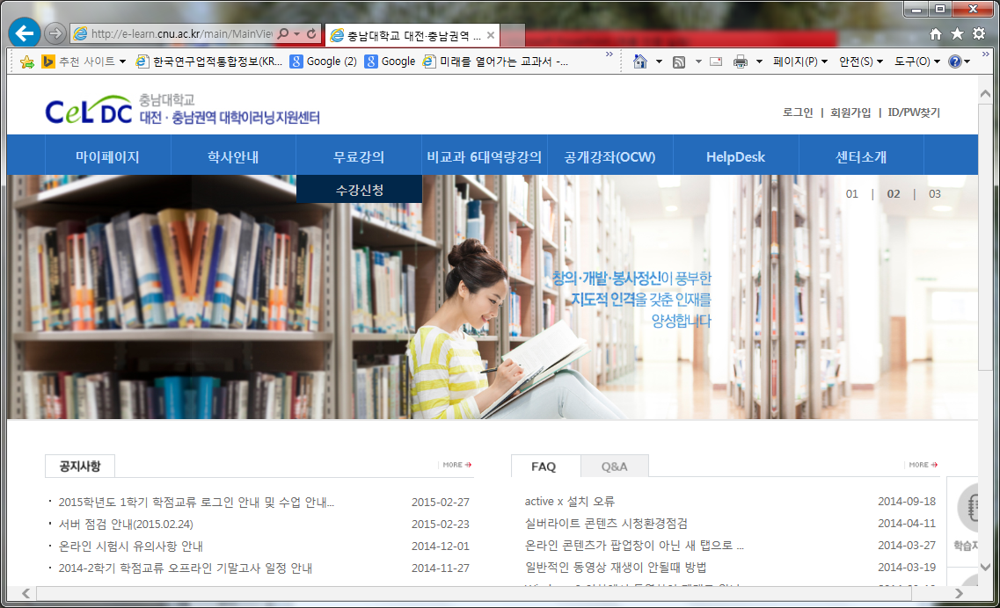 http://e-learn.cnu.ac.kr/main/MainVie
충남대학교 대전·충남권역 ...
추천 사이트
한국연구업적통합정보(KR...
Google (2)
Google
미래를 열어가는 교과서 -...
페이지(P)
안전(S)
도구(O)
CeLDC
충남대학교
대전·충남권역 대학이러닝지원센터
로그인 | 회원가입 | ID/PW찾기
마이페이지
학사안내
무료강의
비교과 6대역량강의
공개강좌(OCW)
HelpDesk
센터소개
수강신청
01 | 02 | 03
창의·개발·봉사정신이 풍부한
지도적 인격을 갖춘 인재를
양성합니다
공지사항
MORE
2015학년도 1학기 학점교류 로그인 안내 및 수업 안내... 2015-02-27
서버 점검 안내(2015.02.24) 2015-02-23
온라인 시험시 유의사항 안내 2014-12-01
2014-2학기 학점교류 오프라인 기말고사 일정 안내 2014-11-27
FAQ
Q&A
MORE
active x 설치 오류 2014-09-18
실버라이트 콘텐츠 시청환경점검 2014-04-11
온라인 콘텐츠가 팝업창이 아닌 새 탭으로 ... 2014-03-27
일반적인 동영상 재생이 안될때 방법 2014-03-19